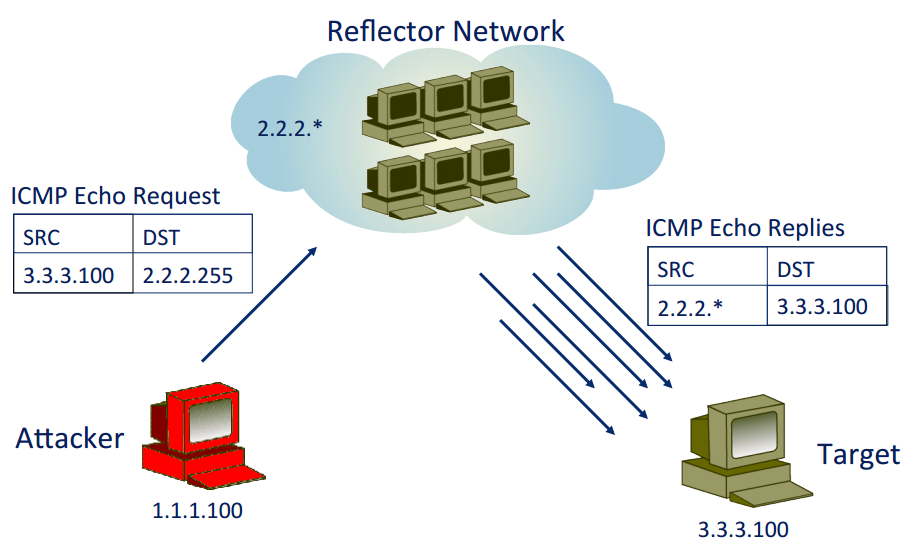 Reflector Network
2.2.2.*
ICMP Echo Request
SRC DST
3.3.3.100 2.2.2.255
ICMP Echo Replies
SRC DST
2.2.2.* 3.3.3.100
Attacker
1.1.1.100
Target
3.3.3.100